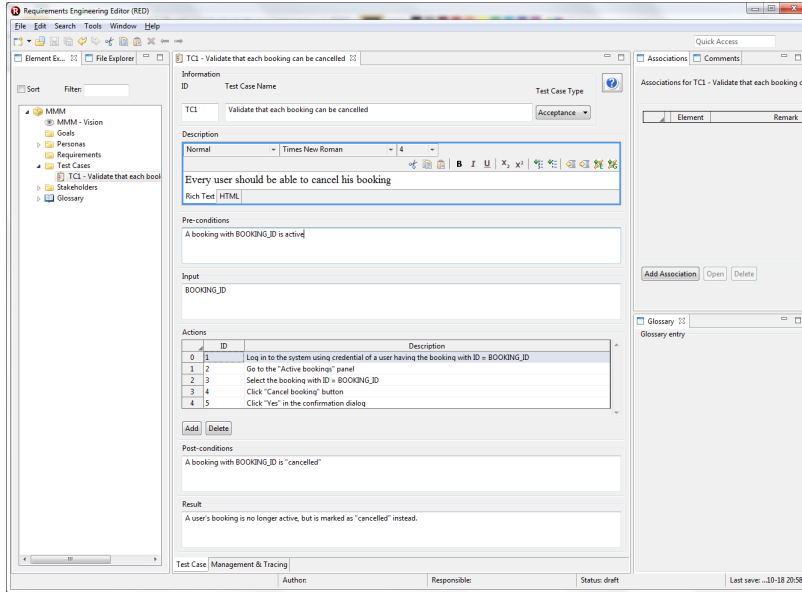 Requirements Engineering Editor (RED)
File Edit Search Tools Window Help
Quick Access
Element Ex... File Explorer
TC1 - Validate that each booking can be cancelled
Associations Comments
Sort Filter:
MMM
MMM - Vision
Goals
Personas
Requirements
Test Cases
TC1 - Validate that each book
Stakeholders
Glossary
Information
ID Test Case Name Test Case Type
TC1 Validate that each booking can be cancelled Acceptance
Description
Normal Times New Roman 4
B I U X₂ X²
Every user should be able to cancel his booking
Rich Text HTML
Pre-conditions
A booking with BOOKING_ID is active
Input
BOOKING_ID
Actions
ID Description
0 1 Log in to the system using credential of a user having the booking with ID = BOOKING_ID
1 2 Go to the "Active bookings" panel
2 3 Select the booking with ID = BOOKING_ID
3 4 Click "Cancel booking" button
4 5 Click "Yes" in the confirmation dialog
Add Delete
Post-conditions
A booking with BOOKING_ID is "cancelled"
Result
A user's booking is no longer active, but is marked as "cancelled" instead.
Test Case Management & Tracing
Associations for TC1 - Validate that each booking c
Element Remark
Add Association Open Delete
Glossary
Glossary entry
Author: Responsible: Status: draft Last save: ...10-18 20:58